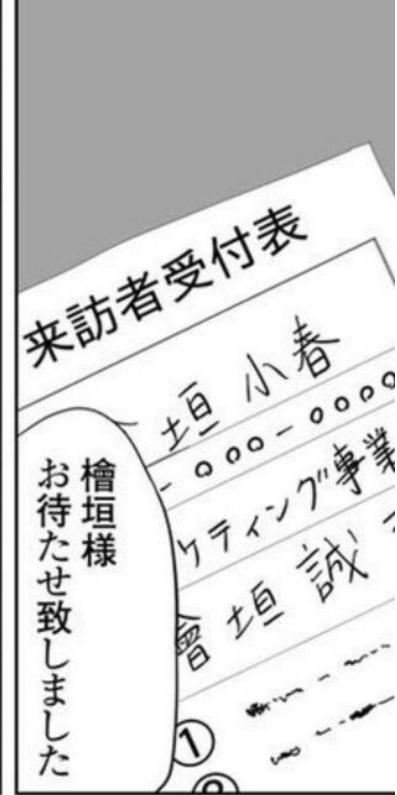 来訪者受付表
垣 小春
- 000-0000
ケティング事業
會垣 誠
①
檜垣様
お待たせ致しました